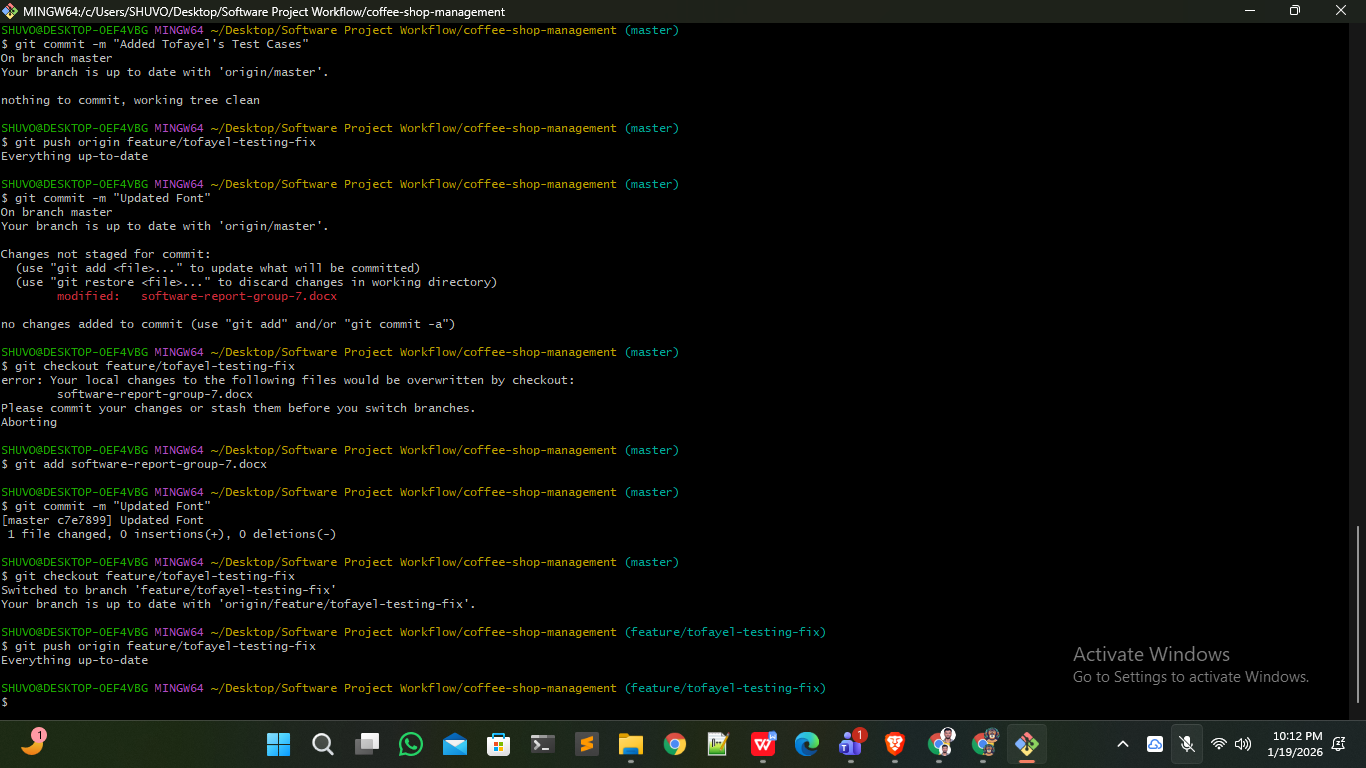 MINGW64:/c/Users/SHUVO/Desktop/Software Project Workflow/coffee-shop-management
SHUVO@DESKTOP-OEF4VBG MINGW64 ~/Desktop/Software Project Workflow/coffee-shop-management (master)
$ git commit -m "Added Tofayel's Test Cases"
On branch master
Your branch is up to date with 'origin/master'.
nothing to commit, working tree clean
SHUVO@DESKTOP-OEF4VBG MINGW64 ~/Desktop/Software Project Workflow/coffee-shop-management (master)
$ git push origin feature/tofayel-testing-fix
Everything up-to-date
SHUVO@DESKTOP-OEF4VBG MINGW64 ~/Desktop/Software Project Workflow/coffee-shop-management (master)
$ git commit -m "Updated Font"
On branch master
Your branch is up to date with 'origin/master'.
Changes not staged for commit:
  (use "git add <file>..." to update what will be committed)
  (use "git restore <file>..." to discard changes in working directory)
        modified:   software-report-group-7.docx
no changes added to commit (use "git add" and/or "git commit -a")
SHUVO@DESKTOP-OEF4VBG MINGW64 ~/Desktop/Software Project Workflow/coffee-shop-management (master)
$ git checkout feature/tofayel-testing-fix
error: Your local changes to the following files would be overwritten by checkout:
        software-report-group-7.docx
Please commit your changes or stash them before you switch branches.
Aborting
SHUVO@DESKTOP-OEF4VBG MINGW64 ~/Desktop/Software Project Workflow/coffee-shop-management (master)
$ git add software-report-group-7.docx
SHUVO@DESKTOP-OEF4VBG MINGW64 ~/Desktop/Software Project Workflow/coffee-shop-management (master)
$ git commit -m "Updated Font"
[master c7e7899] Updated Font
 1 file changed, 0 insertions(+), 0 deletions(-)
SHUVO@DESKTOP-OEF4VBG MINGW64 ~/Desktop/Software Project Workflow/coffee-shop-management (master)
$ git checkout feature/tofayel-testing-fix
Switched to branch 'feature/tofayel-testing-fix'
Your branch is up to date with 'origin/feature/tofayel-testing-fix'.
SHUVO@DESKTOP-OEF4VBG MINGW64 ~/Desktop/Software Project Workflow/coffee-shop-management (feature/tofayel-testing-fix)
$ git push origin feature/tofayel-testing-fix
Everything up-to-date
SHUVO@DESKTOP-OEF4VBG MINGW64 ~/Desktop/Software Project Workflow/coffee-shop-management (feature/tofayel-testing-fix)
$
Activate Windows
Go to Settings to activate Windows.
1
1
10:12 PM
1/19/2026